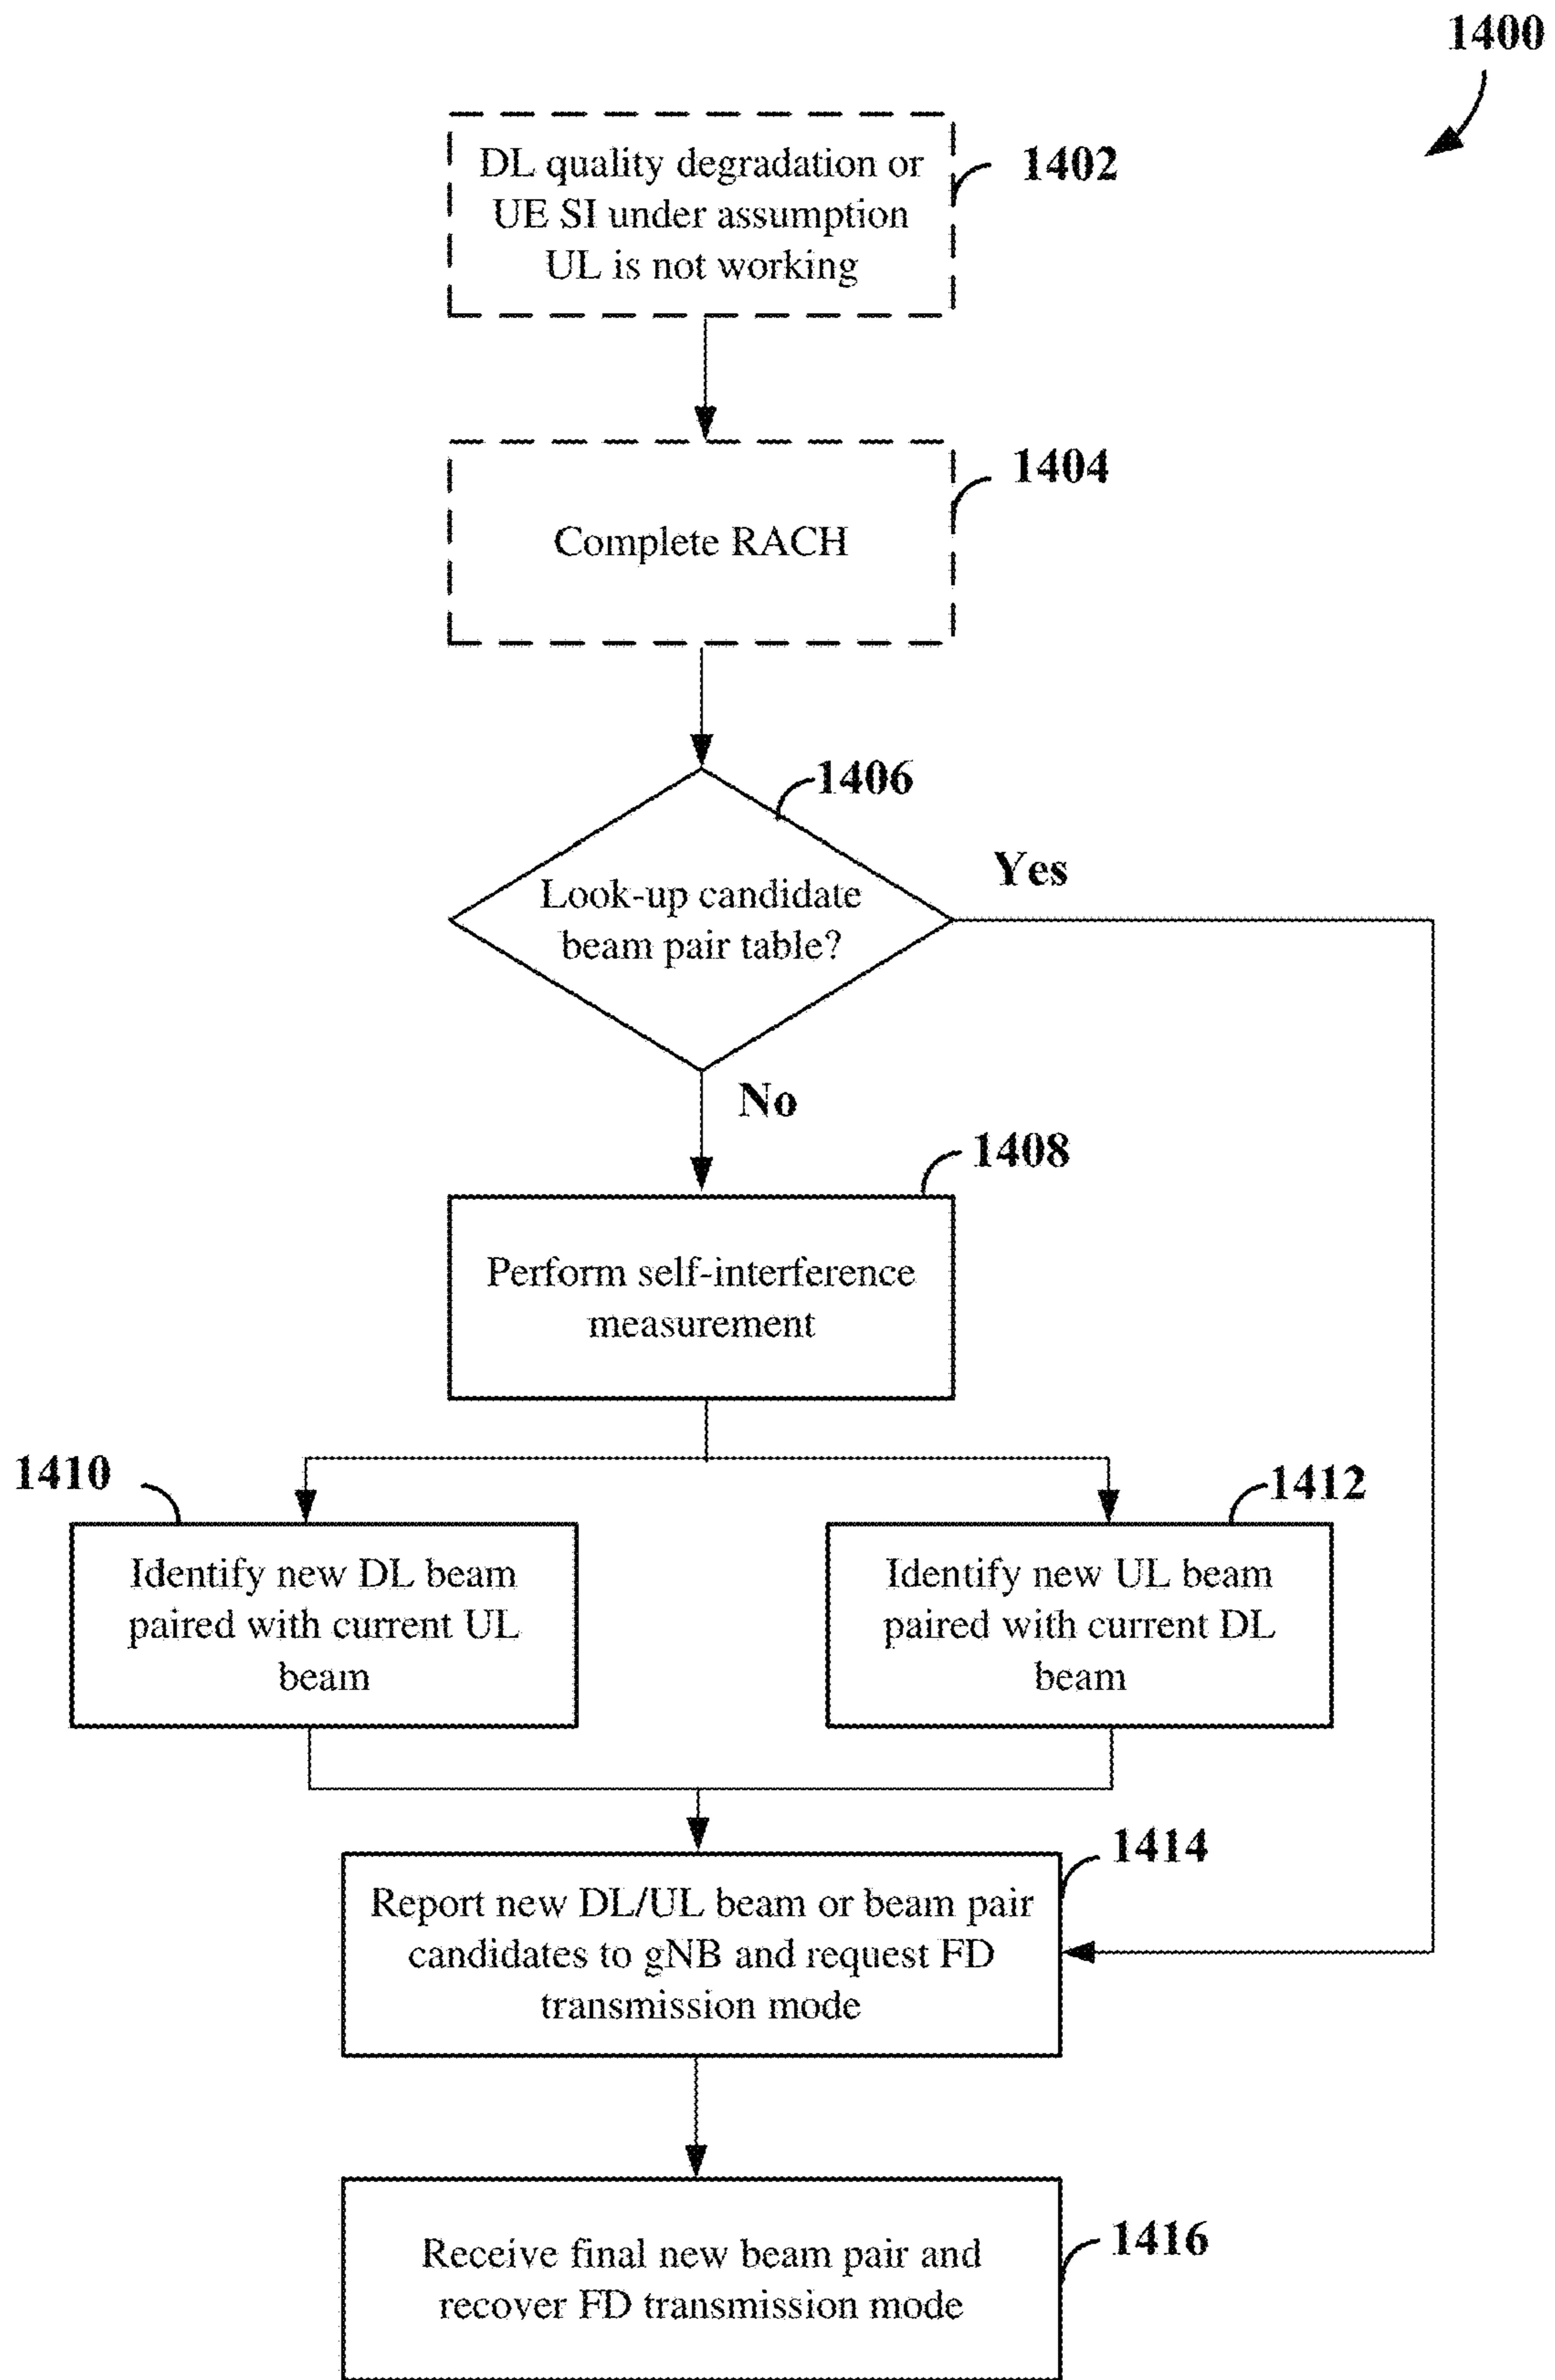 1400
DL quality degradation or
UE SI under assumption
UL is not working
1402
Complete RACH
1404
1406
Look-up candidate
beam pair table?
Yes
No
1408
Perform self-interference
measurement
1410
Identify new DL beam
paired with current UL
beam
1412
Identify new UL beam
paired with current DL
beam
1414
Report new DL/UL beam or beam pair
candidates to gNB and request FD
transmission mode
1416
Receive final new beam pair and
recover FD transmission mode